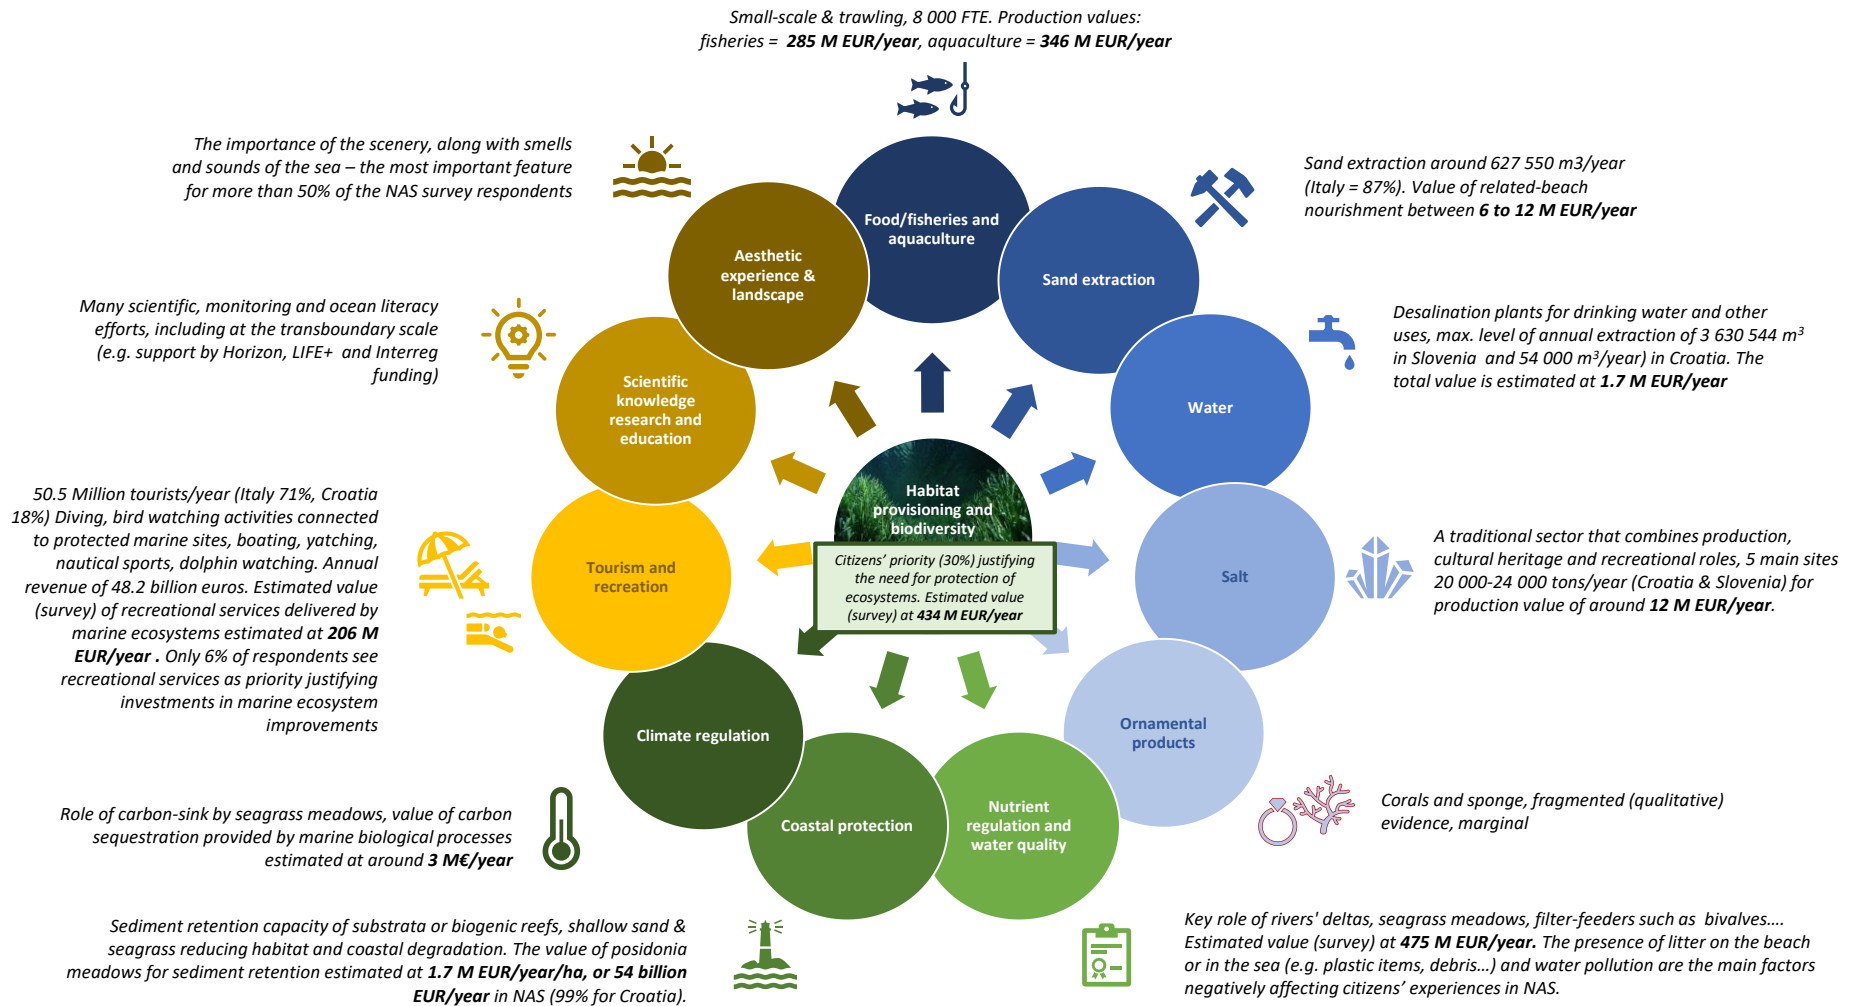 Small-scale & trawling, 8 000 FTE. Production values:
fisheries = 285 M EUR/year, aquaculture = 346 M EUR/year
The importance of the scenery, along with smells
and sounds of the sea – the most important feature
for more than 50% of the NAS survey respondents
Sand extraction around 627 550 m3/year
(Italy = 87%). Value of related-beach
nourishment between 6 to 12 M EUR/year
Food/fisheries and
aquaculture
Aesthetic
experience &
landscape
Sand extraction
Many scientific, monitoring and ocean literacy
efforts, including at the transboundary scale
(e.g. support by Horizon, LIFE+ and Interreg
funding)
Desalination plants for drinking water and other
uses, max. level of annual extraction of 3 630 544 m³
in Slovenia and 54 000 m³/year) in Croatia. The
total value is estimated at 1.7 M EUR/year
Scientific
knowledge
research and
education
Water
Habitat
provisioning and
biodiversity
Citizens’ priority (30%) justifying
the need for protection of
ecosystems. Estimated value
(survey) at 434 M EUR/year
50.5 Million tourists/year (Italy 71%, Croatia
18%) Diving, bird watching activities connected
to protected marine sites, boating, yatching,
nautical sports, dolphin watching. Annual
revenue of 48.2 billion euros. Estimated value
(survey) of recreational services delivered by
marine ecosystems estimated at 206 M
EUR/year . Only 6% of respondents see
recreational services as priority justifying
investments in marine ecosystem
improvements
Tourism and
recreation
Salt
A traditional sector that combines production,
cultural heritage and recreational roles, 5 main sites
20 000-24 000 tons/year (Croatia & Slovenia) for
production value of around 12 M EUR/year.
Climate regulation
Ornamental
products
Role of carbon-sink by seagrass meadows, value of carbon
sequestration provided by marine biological processes
estimated at around 3 M€/year
Coastal protection
Nutrient
regulation and
water quality
Corals and sponge, fragmented (qualitative)
evidence, marginal
Sediment retention capacity of substrata or biogenic reefs, shallow sand &
seagrass reducing habitat and coastal degradation. The value of posidonia
meadows for sediment retention estimated at 1.7 M EUR/year/ha, or 54 billion
EUR/year in NAS (99% for Croatia).
Key role of rivers' deltas, seagrass meadows, filter-feeders such as bivalves….
Estimated value (survey) at 475 M EUR/year. The presence of litter on the beach
or in the sea (e.g. plastic items, debris…) and water pollution are the main factors
negatively affecting citizens’ experiences in NAS.